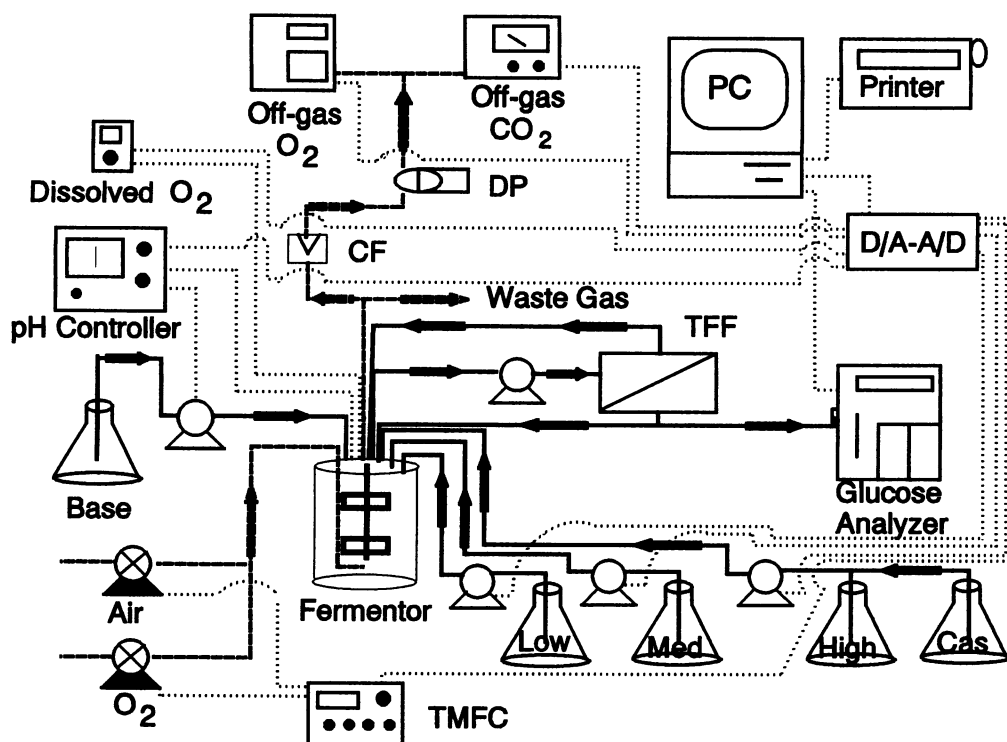 PC
Printer
Off-gas
O2
Off-gas
CO2
Dissolved O2
DP
D/A-A/D
CF
pH Controller
Waste Gas
TFF
Base
Glucose
Analyzer
Air
Fermentor
Low
Med
High
Cas
O2
TMFC